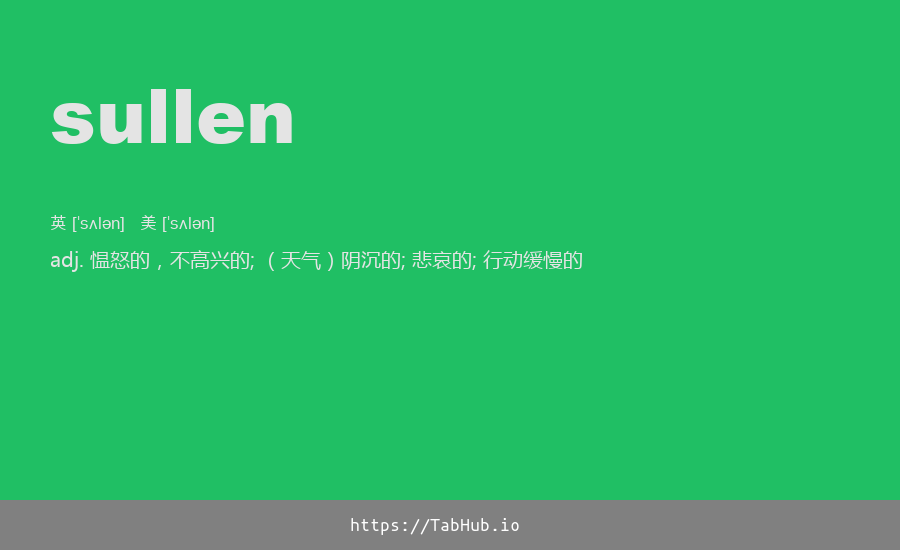 sullen
英 [ˈsʌlən] 美 [ˈsʌlən]
adj. 愠怒的，不高兴的; （天气）阴沉的; 悲哀的; 行动缓慢的
https://TabHub.io